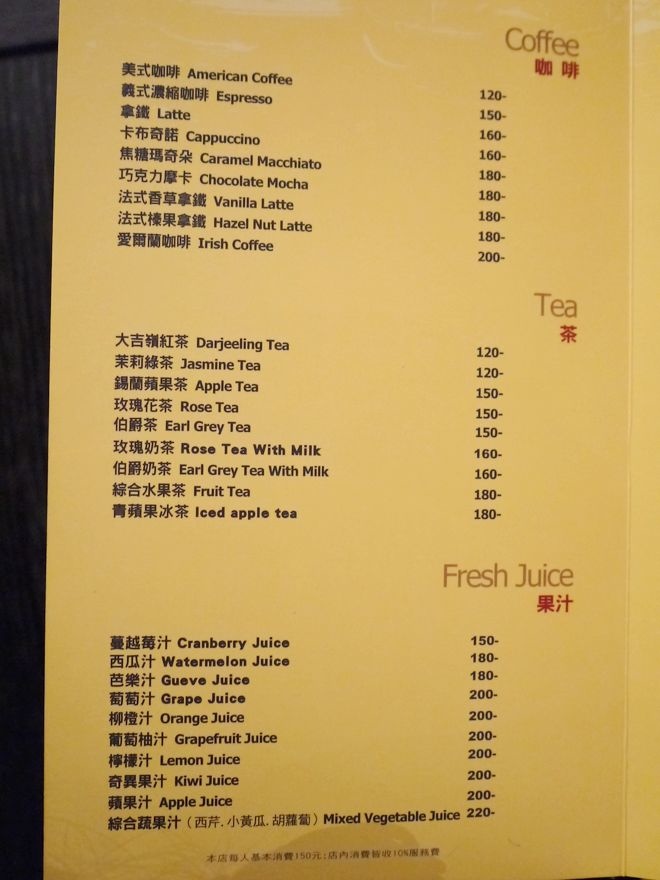 Coffee
咖啡
美式咖啡 American Coffee 120-
義式濃縮咖啡 Espresso 150-
拿鐵 Latte 160-
卡布奇諾 Cappuccino 160-
焦糖瑪奇朵 Caramel Macchiato 180-
巧克力摩卡 Chocolate Mocha 180-
法式香草拿鐵 Vanilla Latte 180-
法式榛果拿鐵 Hazel Nut Latte 180-
愛爾蘭咖啡 Irish Coffee 200-
Tea
茶
大吉嶺紅茶 Darjeeling Tea 120-
茉莉綠茶 Jasmine Tea 120-
錫蘭蘋果茶 Apple Tea 150-
玫瑰花茶 Rose Tea 150-
伯爵茶 Earl Grey Tea 150-
玫瑰奶茶 Rose Tea With Milk 160-
伯爵奶茶 Earl Grey Tea With Milk 160-
綜合水果茶 Fruit Tea 180-
青蘋果冰茶 Iced apple tea 180-
Fresh Juice
果汁
蔓越莓汁 Cranberry Juice 150-
西瓜汁 Watermelon Juice 180-
芭樂汁 Gueve Juice 180-
葡萄汁 Grape Juice 200-
柳橙汁 Orange Juice 200-
葡萄柚汁 Grapefruit Juice 200-
檸檬汁 Lemon Juice 200-
奇異果汁 Kiwi Juice 200-
蘋果汁 Apple Juice 200-
綜合蔬果汁（西芹.小黃瓜.胡蘿蔔）Mixed Vegetable Juice 220-
本店每人基本消費150元;店內消費皆收10%服務費